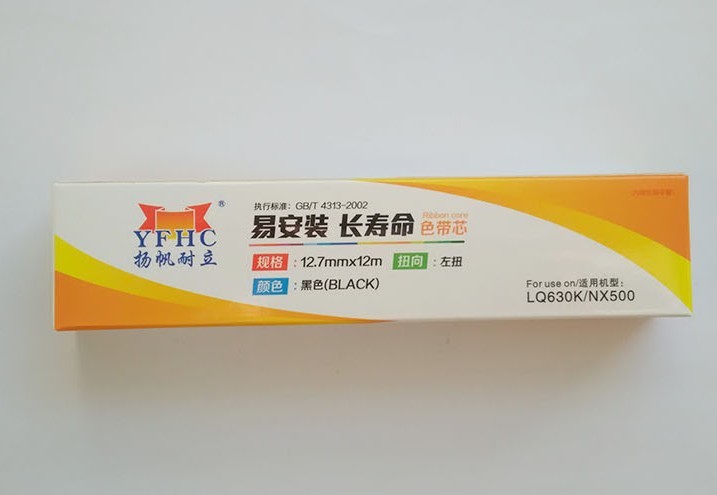 YFHC
®
扬帆耐立
执行标准：GB/T 4313-2002
易安装 长寿命
Ribbon core
色带芯
规格：12.7mmx12m 扭向：左扭
颜色：黑色(BLACK)
For use on/适用机型：
LQ630K/NX500